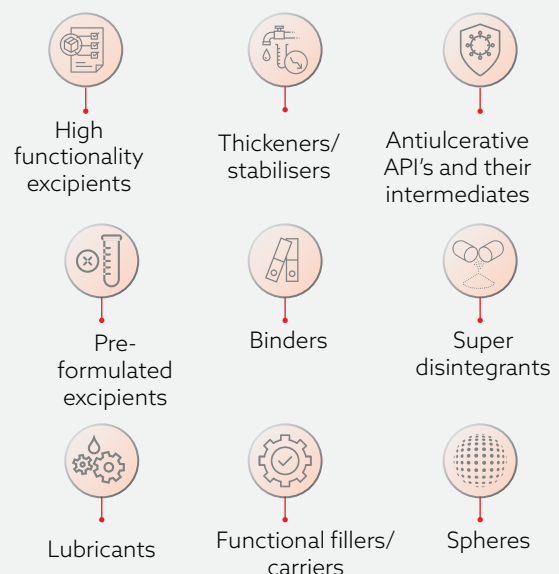 High
functionality
excipients
Thickeners/
stabilisers
Antiulcerative
API's and their
intermediates
Pre-
formulated
excipients
Binders
Super
disintegrants
Lubricants
Functional fillers/
carriers
Spheres